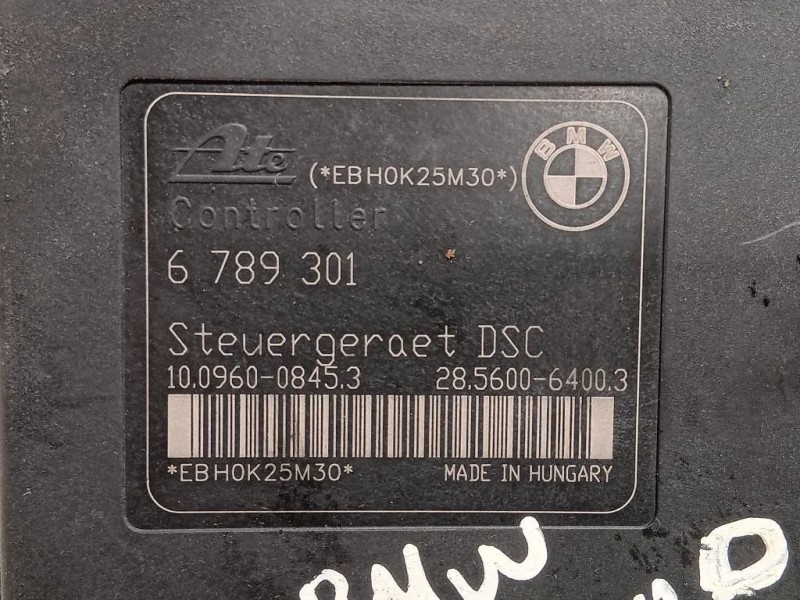 Ate (*EBH0K25M30*)
BMW
Controller
6 789 301
Steuergeraet DSC
10.0960-0845.3 28.5600-6400.3
*EBH0K25M30* MADE IN HUNGARY
BMW